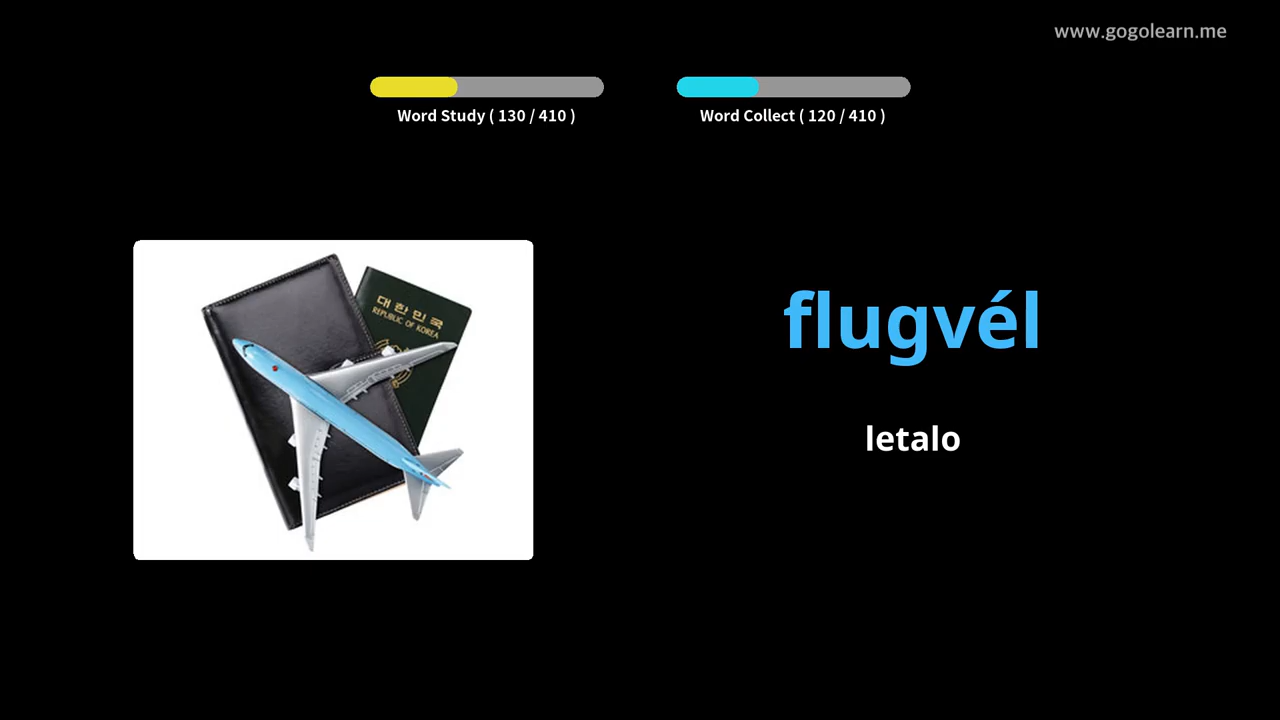 www.gogolearn.me
Word Study ( 130 / 410 )
Word Collect ( 120 / 410 )
대한민국
REPUBLIC OF KOREA
flugvél
letalo